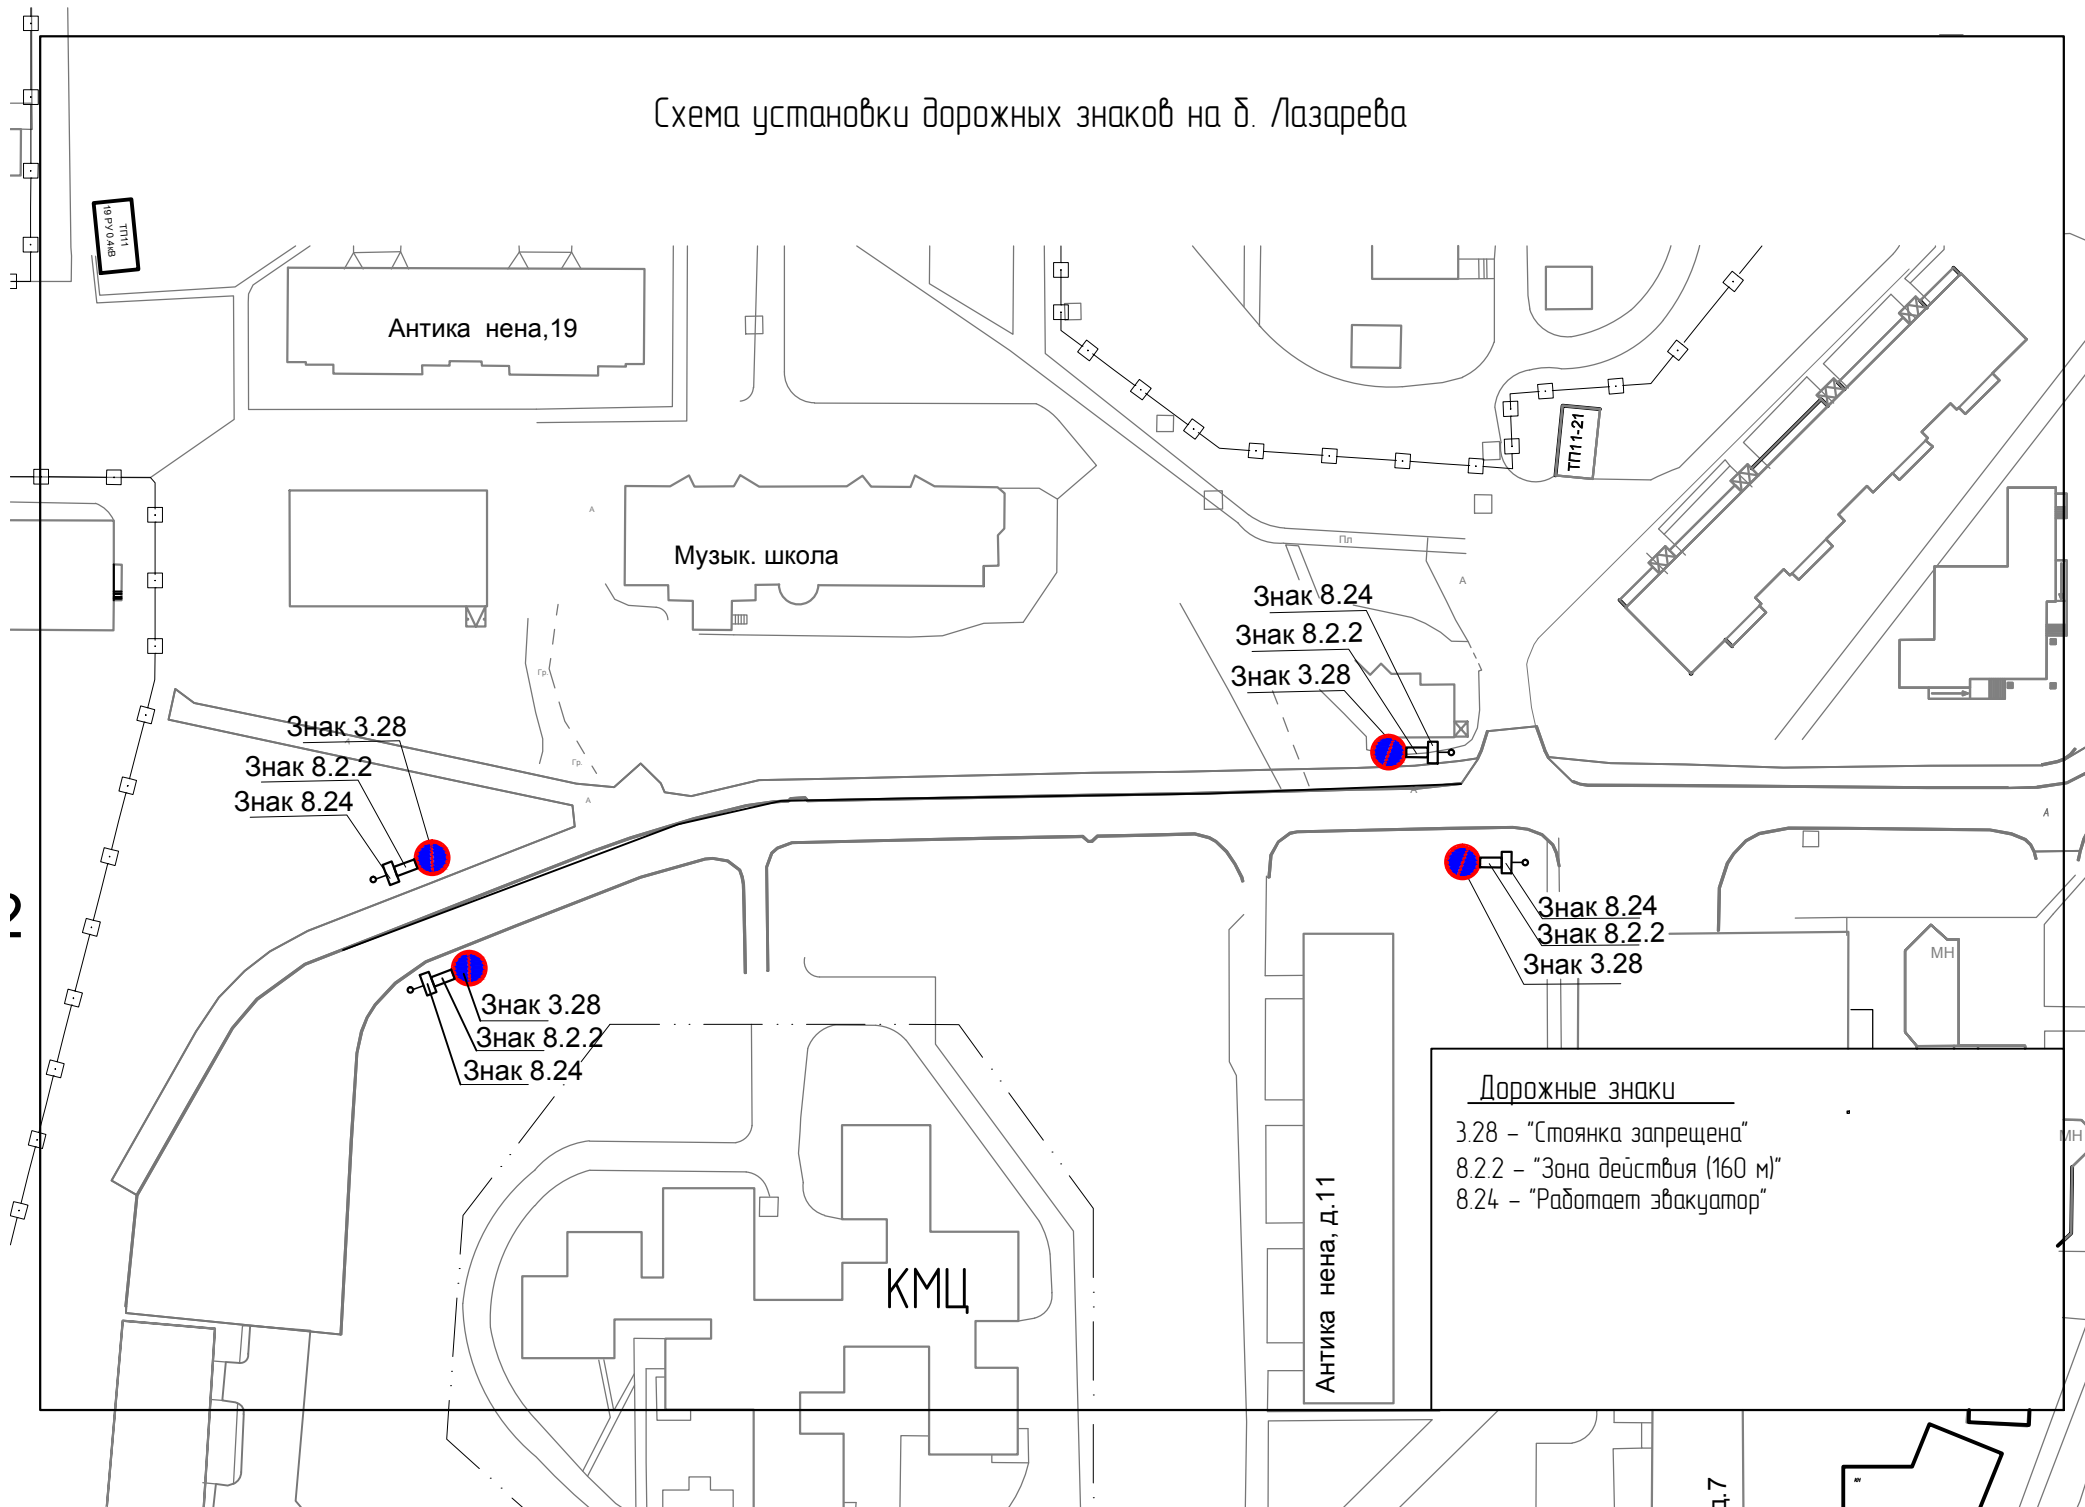 Схема установки дорожных знаков на б. Лазарева
ТП11
19 РУ 0.4кВ
Антика нена,19
ТП11-21
А
Музык. школа
Пл
А
Знак 8.24
Знак 8.2.2
Знак 3.28
Гр.
Знак 3.28
Знак 8.2.2
Знак 8.24
Гр.
А
А
Знак 8.24
Знак 8.2.2
Знак 3.28
МН
Знак 3.28
Знак 8.2.2
Знак 8.24
Дорожные знаки
3.28 – "Стоянка запрещена"
8.2.2 – "Зона действия (160 м)"
8.24 – "Работает эвакуатор"
МН
КМЦ
Антика нена, д.11
д.7